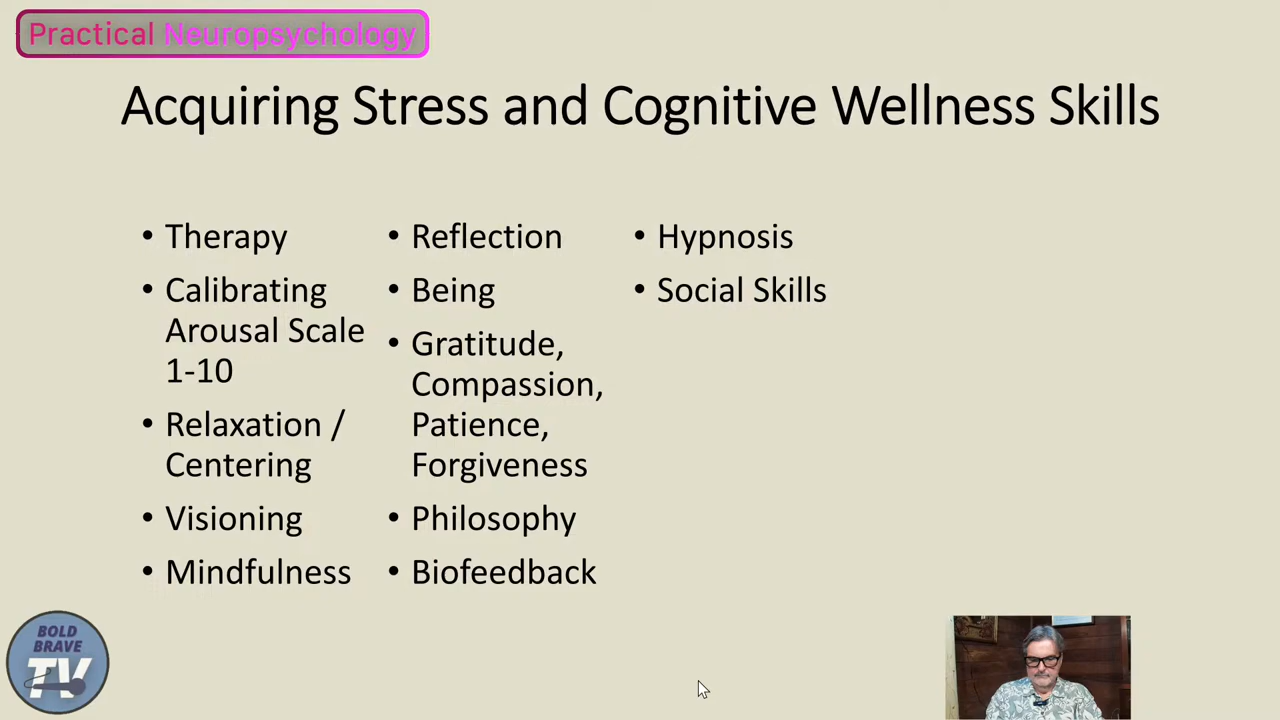 Practical Neuropsychology
Acquiring Stress and Cognitive Wellness Skills
• Therapy
• Calibrating
Arousal Scale
1-10
• Relaxation /
Centering
• Visioning
• Mindfulness
• Reflection
• Being
• Gratitude,
Compassion,
Patience,
Forgiveness
• Philosophy
• Biofeedback
• Hypnosis
• Social Skills
BOLD
BRAVE
TV